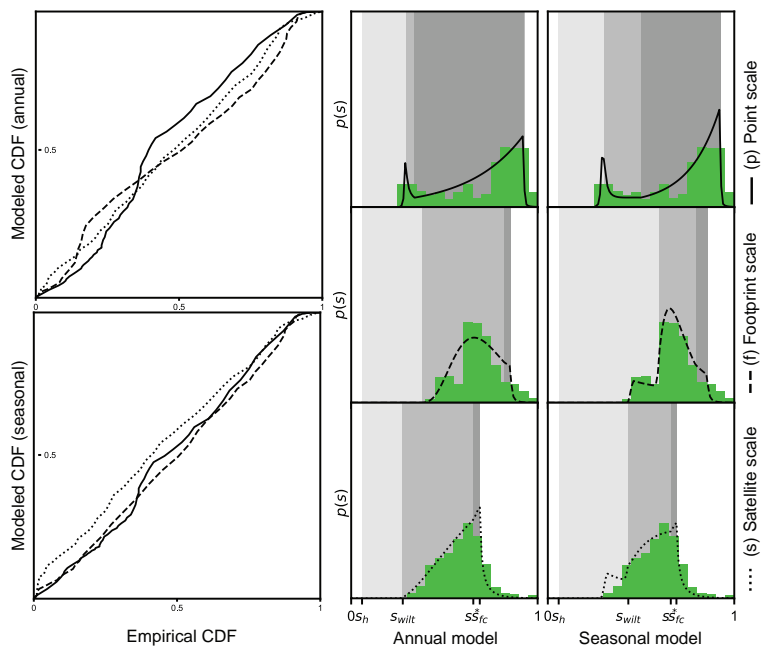 Modeled CDF (annual)
0.5
0
0.5
1
Modeled CDF (seasonal)
0.5
0
0.5
1
Empirical CDF
p(s)
p(s)
p(s)
0 s_h s_wilt s s*_fc 1
Annual model
0 s_h s_wilt s s*_fc 1
Seasonal model
(p) Point scale
(f) Footprint scale
(s) Satellite scale